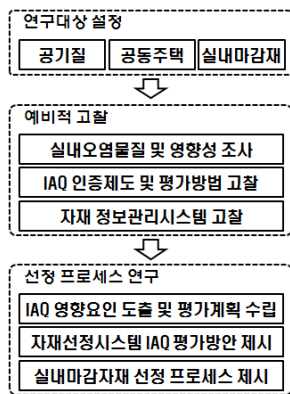 연구대상 설정
공기질 공동주택 실내마감재
예비적 고찰
실내오염물질 및 영향성 조사
IAQ 인증제도 및 평가방법 고찰
자재 정보관리시스템 고찰
선정 프로세스 연구
IAQ 영향요인 도출 및 평가계획 수립
자재선정시스템 IAQ 평가방안 제시
실내마감자재 선정 프로세스 제시